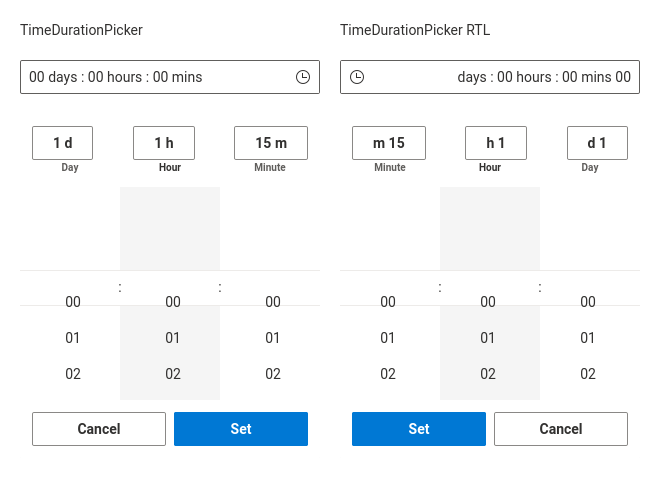 TimeDurationPicker
00 days : 00 hours : 00 mins
1 d 1 h 15 m
Day Hour Minute
: :
00 00 00
01 01 01
02 02 02
Cancel Set
TimeDurationPicker RTL
days : 00 hours : 00 mins 00
m 15 h 1 d 1
Minute Hour Day
: :
00 00 00
01 01 01
02 02 02
Set Cancel